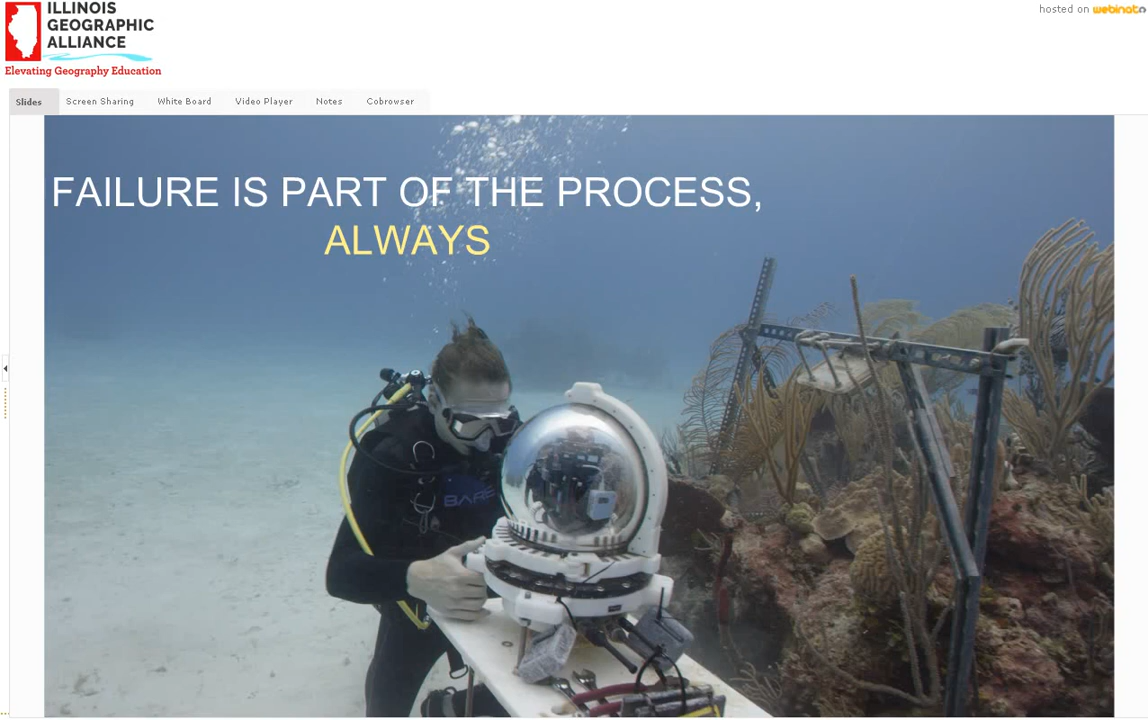 ILLINOIS
GEOGRAPHIC
ALLIANCE
Elevating Geography Education
hosted on webinato
Slides Screen Sharing White Board Video Player Notes Cobrowser
FAILURE IS PART OF THE PROCESS,
ALWAYS
BARE